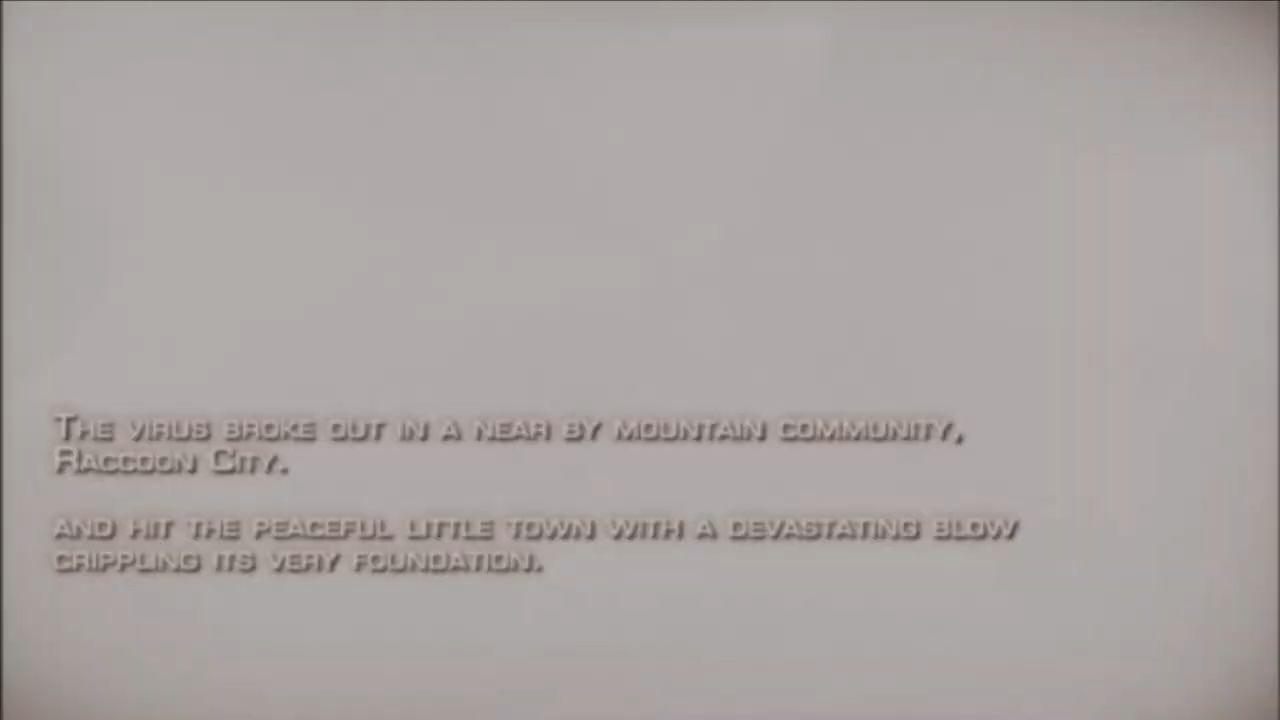 The virus broke out in a near by mountain community,
Raccoon City.
and hit the peaceful little town with a devastating blow
crippling its very foundation.